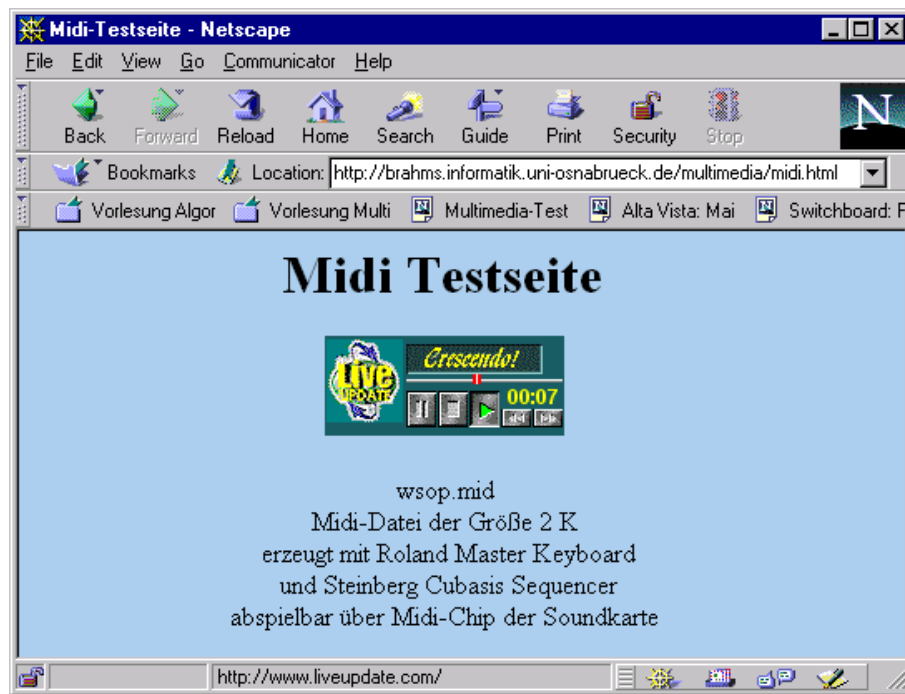 Midi-Testseite - Netscape
File Edit View Go Communicator Help
Back Forward Reload Home Search Guide Print Security Stop
N
Bookmarks Location: http://brahms.informatik.uni-osnabrueck.de/multimedia/midi.html
Vorlesung Algor Vorlesung Multi Multimedia-Test Alta Vista: Mai Switchboard: F
Midi Testseite
Live UPDATE
Crescendo!
00:07
wsop.mid
Midi-Datei der Größe 2 K
erzeugt mit Roland Master Keyboard
und Steinberg Cubasis Sequencer
abspielbar über Midi-Chip der Soundkarte
http://www.liveupdate.com/